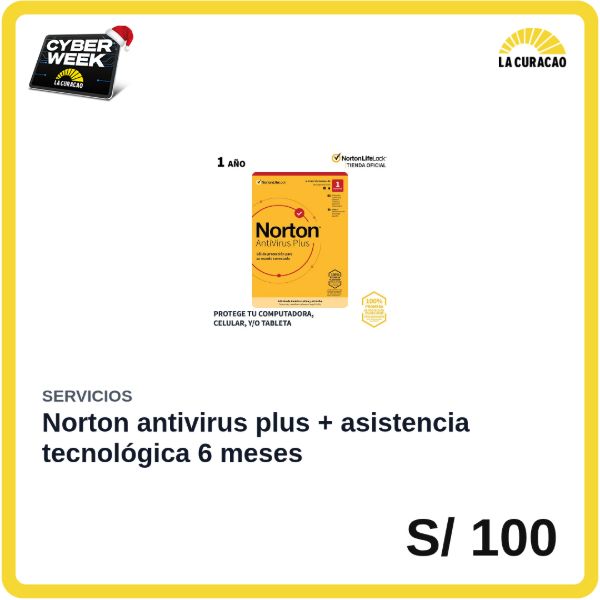 CYBER
WEEK
LA CURACAO
LA CURACAO
1 AÑO
NortonLifeLock
TIENDA OFICIAL
NortonLifeLock
1
Norton
AntiVirus Plus
100%
PROTEGE TU COMPUTADORA,
CELULAR, Y/O TABLETA
SERVICIOS
Norton antivirus plus + asistencia
tecnológica 6 meses
S/ 100